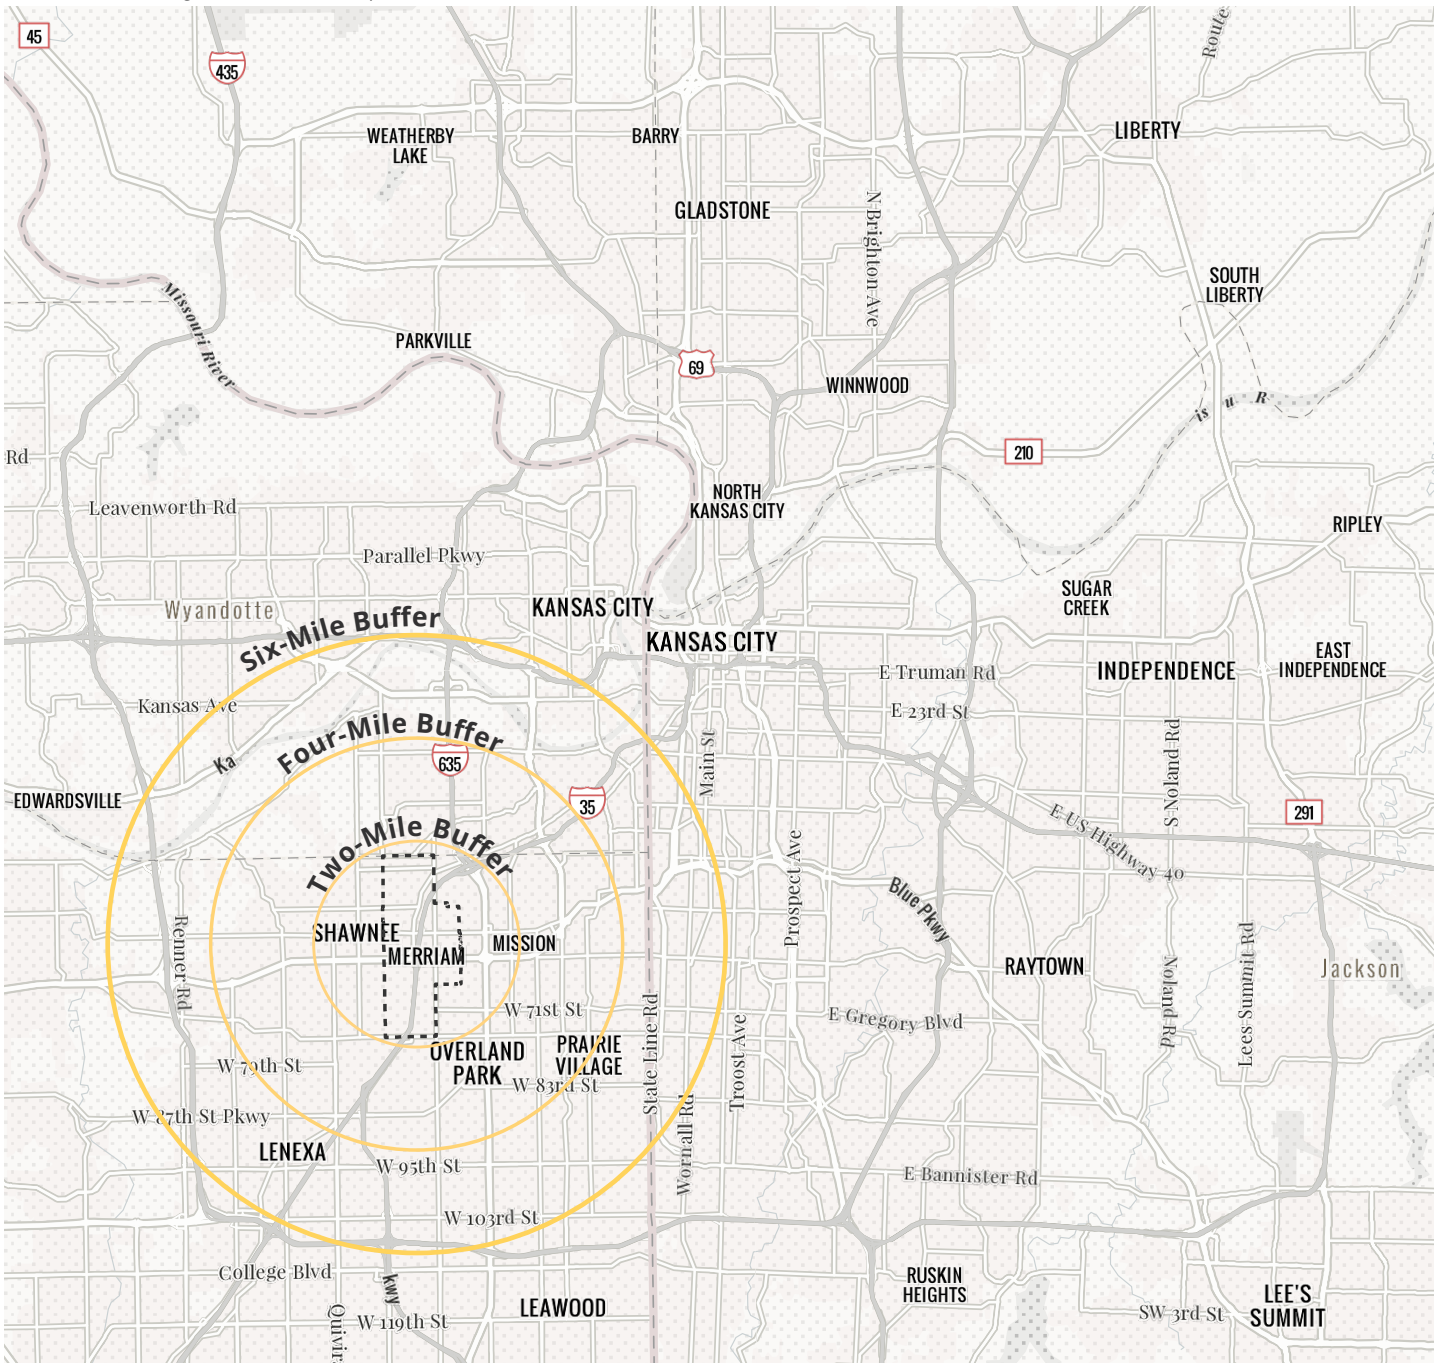 45
435
Route
WEATHERBY
LAKE
BARRY
LIBERTY
GLADSTONE
N Brighton Ave
SOUTH
LIBERTY
Missouri River
PARKVILLE
69
WINNWOOD
is u R
Rd
210
Leavenworth Rd
NORTH
KANSAS CITY
RIPLEY
Parallel Pkwy
SUGAR
CREEK
Wyandotte
KANSAS CITY
Six-Mile Buffer
KANSAS CITY
E Truman Rd
INDEPENDENCE
EAST
INDEPENDENCE
Kansas Ave
E 23rd St
Four-Mile Buffer
Main St
S Noland Rd
Ka
635
EDWARDSVILLE
35
291
E US Highway 40
Two-Mile Buffer
Prospect Ave
Blue Pkwy
Renner Rd
SHAWNEE
MERRIAM
MISSION
RAYTOWN
Noland Rd
Lees Summit Rd
Jackson
W 71st St
State Line Rd
Troost Ave
E Gregory Blvd
OVERLAND
PARK
PRAIRIE
VILLAGE
W 79th St
W 83rd St
W 87th St Pkwy
Wornall Rd
LENEXA
W 95th St
E Bannister Rd
W 103rd St
College Blvd
kwy
RUSKIN
HEIGHTS
LEAWOOD
LEE'S
SUMMIT
Quivir
W 119th St
SW 3rd St